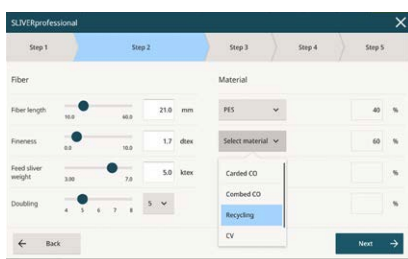 SLIVERprofessional
Step 1 Step 2 Step 3 Step 4 Step 5
Fiber Material
Fiber length 10.0 60.0 21.0 mm PES 40 %
Fineness 0.0 10.0 1.7 dtex Select material 60 %
Feed sliver weight 3.00 7.0 5.0 ktex %
Doubling 4 5 6 7 8 5 %
Carded CO
Combed CO
Recycling
CV
Back Next